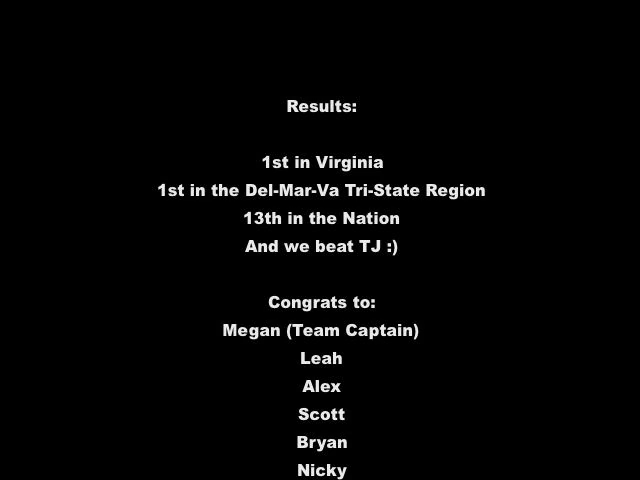 Results:
1st in Virginia
1st in the Del-Mar-Va Tri-State Region
13th in the Nation
And we beat TJ :)
Congrats to:
Megan (Team Captain)
Leah
Alex
Scott
Bryan
Nicky